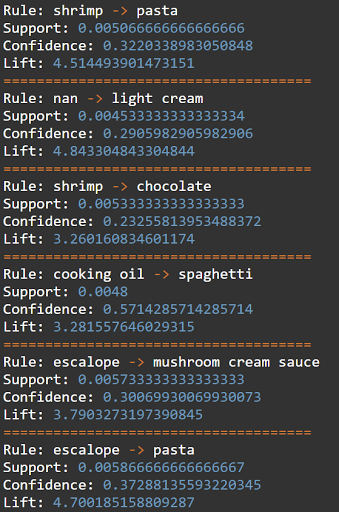 Rule: shrimp -> pasta
Support: 0.005066666666666666
Confidence: 0.3220338983050848
Lift: 4.514493901473151
=====================================
Rule: nan -> light cream
Support: 0.004533333333333334
Confidence: 0.2905982905982906
Lift: 4.843304843304844
=====================================
Rule: shrimp -> chocolate
Support: 0.005333333333333333
Confidence: 0.23255813953488372
Lift: 3.260160834601174
=====================================
Rule: cooking oil -> spaghetti
Support: 0.0048
Confidence: 0.5714285714285714
Lift: 3.281557646029315
=====================================
Rule: escalope -> mushroom cream sauce
Support: 0.005733333333333333
Confidence: 0.30069930069930073
Lift: 3.7903273197390845
=====================================
Rule: escalope -> pasta
Support: 0.005866666666666667
Confidence: 0.37288135593220345
Lift: 4.700185158809287